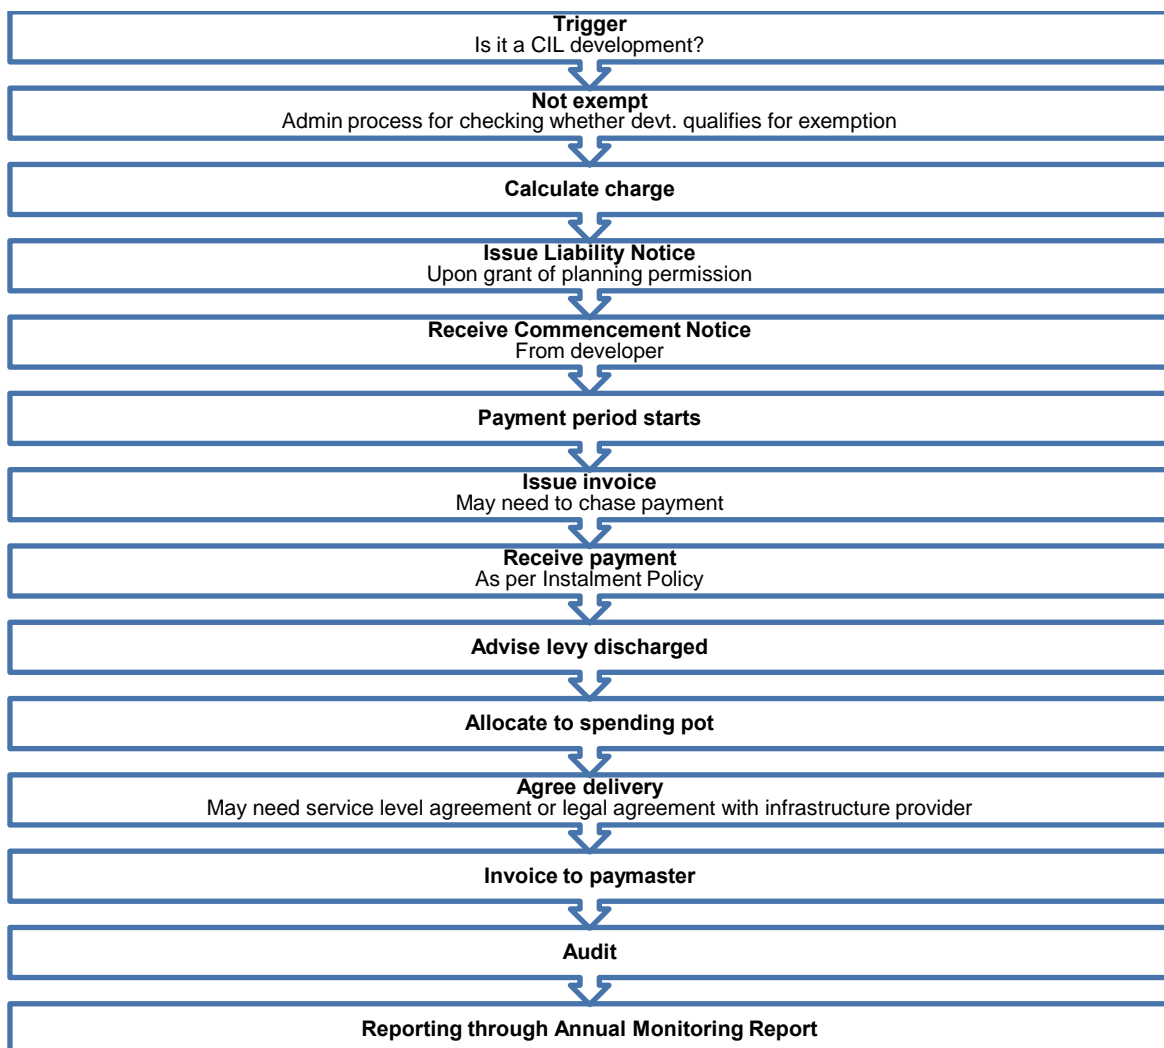 Trigger
Is it a CIL development?
Not exempt
Admin process for checking whether devt. qualifies for exemption
Calculate charge
Issue Liability Notice
Upon grant of planning permission
Receive Commencement Notice
From developer
Payment period starts
Issue invoice
May need to chase payment
Receive payment
As per Instalment Policy
Advise levy discharged
Allocate to spending pot
Agree delivery
May need service level agreement or legal agreement with infrastructure provider
Invoice to paymaster
Audit
Reporting through Annual Monitoring Report